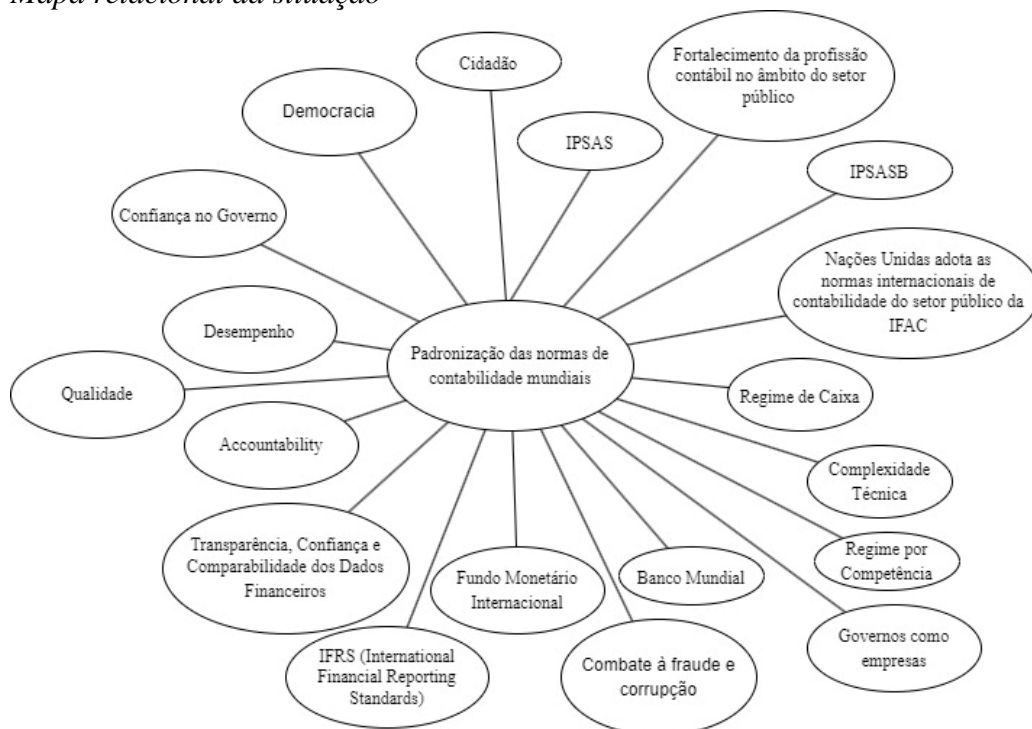 Mapa relacional da situação
Cidadão
Fortalecimento da profissão
contábil no âmbito do setor
público
Democracia
IPSAS
IPSASB
Confiança no Governo
Nações Unidas adota as
normas internacionais de
contabilidade do setor público da
IFAC
Desempenho
Padronização das normas de
contabilidade mundiais
Qualidade
Regime de Caixa
Accountability
Complexidade
Técnica
Transparência, Confiança e
Comparabilidade dos Dados
Financeiros
Fundo Monetário
Internacional
Banco Mundial
Regime por
Competência
IFRS (International
Financial Reporting
Standards)
Combate à fraude e
corrupção
Governos como
empresas